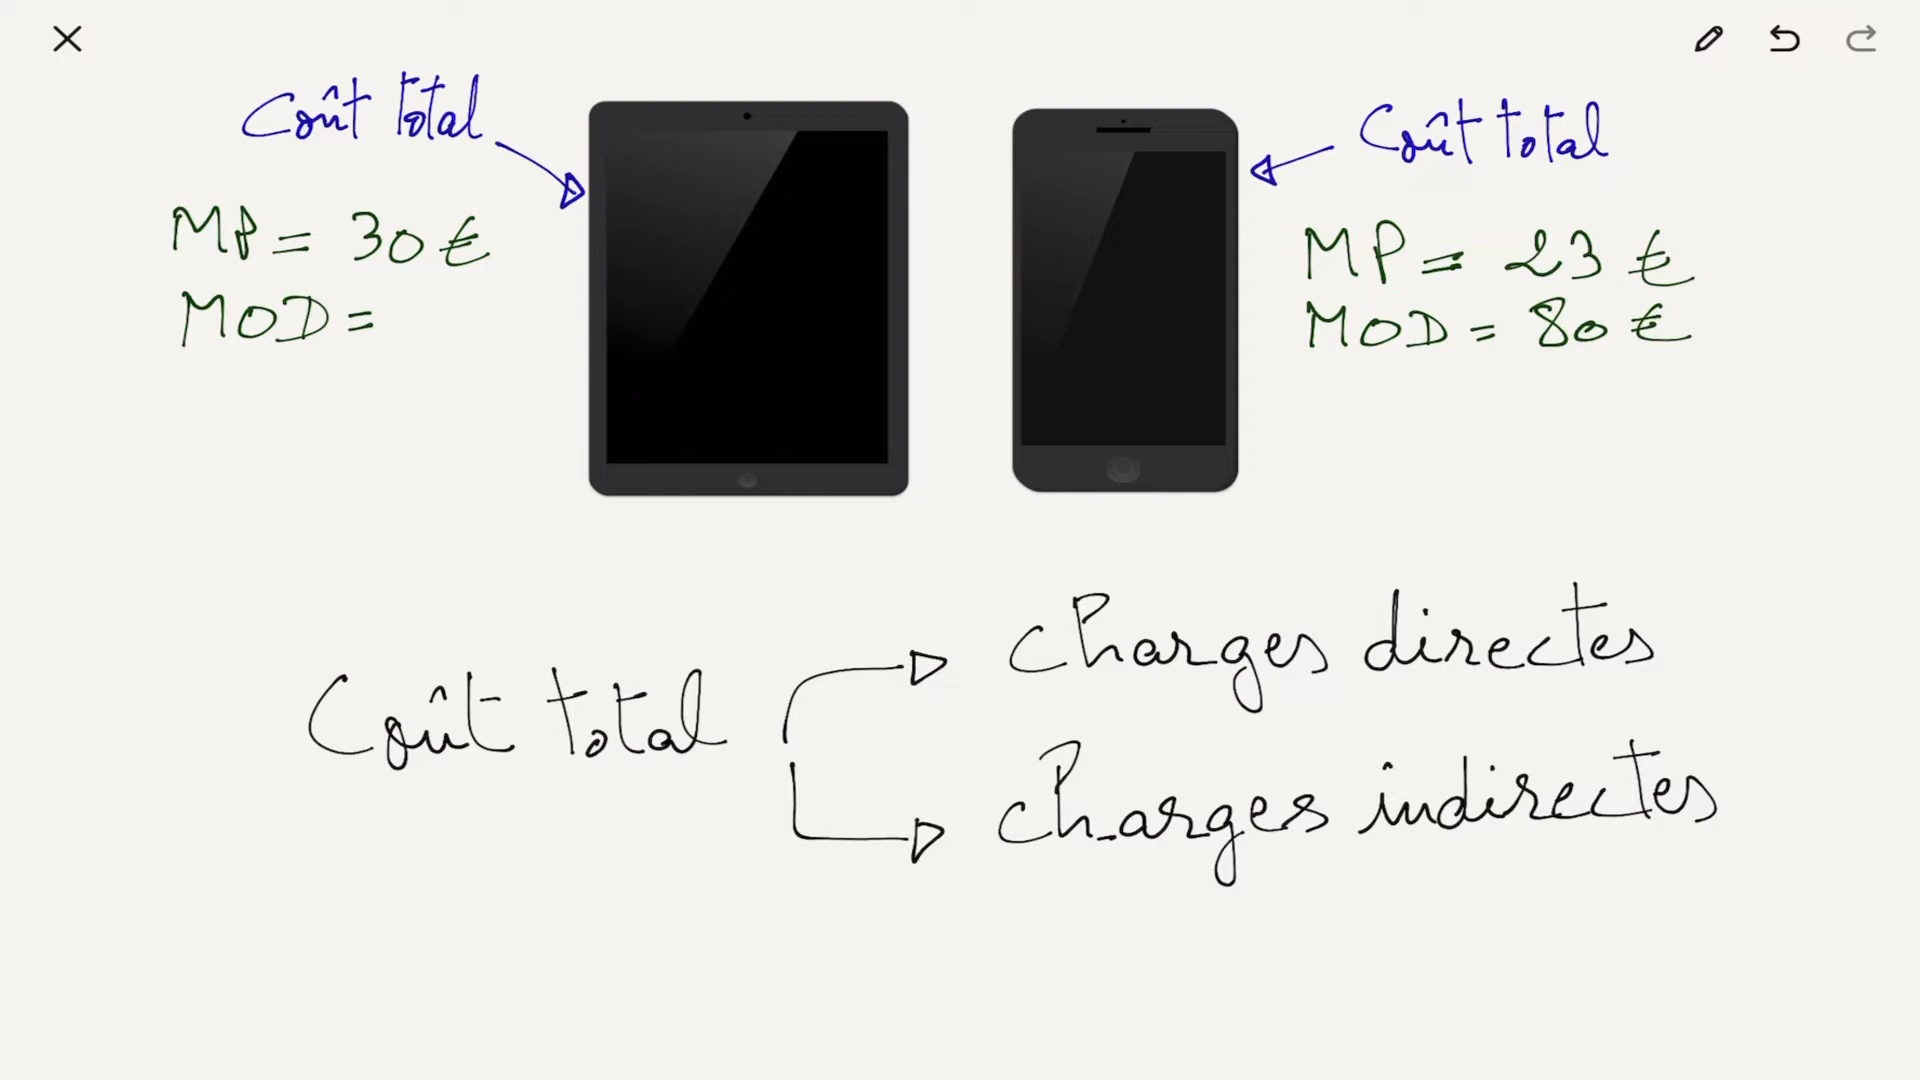 Coût total
MP = 30 €
MOD =
Coût total
MP = 23 €
MOD = 80 €
Coût total
Charges directes
Charges indirectes